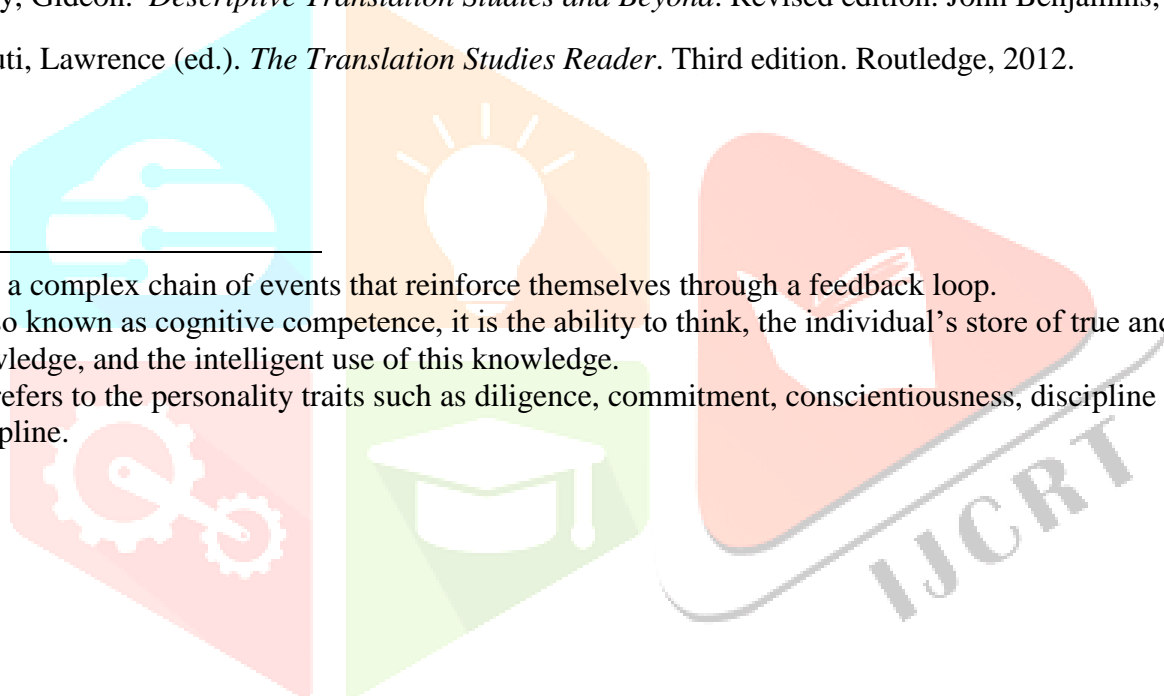 y, Gideon. Descriptive Translation Studies and Beyond. Revised edition. John Benjamins,
uti, Lawrence (ed.). The Translation Studies Reader. Third edition. Routledge, 2012.
a complex chain of events that reinforce themselves through a feedback loop.
so known as cognitive competence, it is the ability to think, the individual’s store of true and
wledge, and the intelligent use of this knowledge.
refers to the personality traits such as diligence, commitment, conscientiousness, discipline
pline.
IJCRT